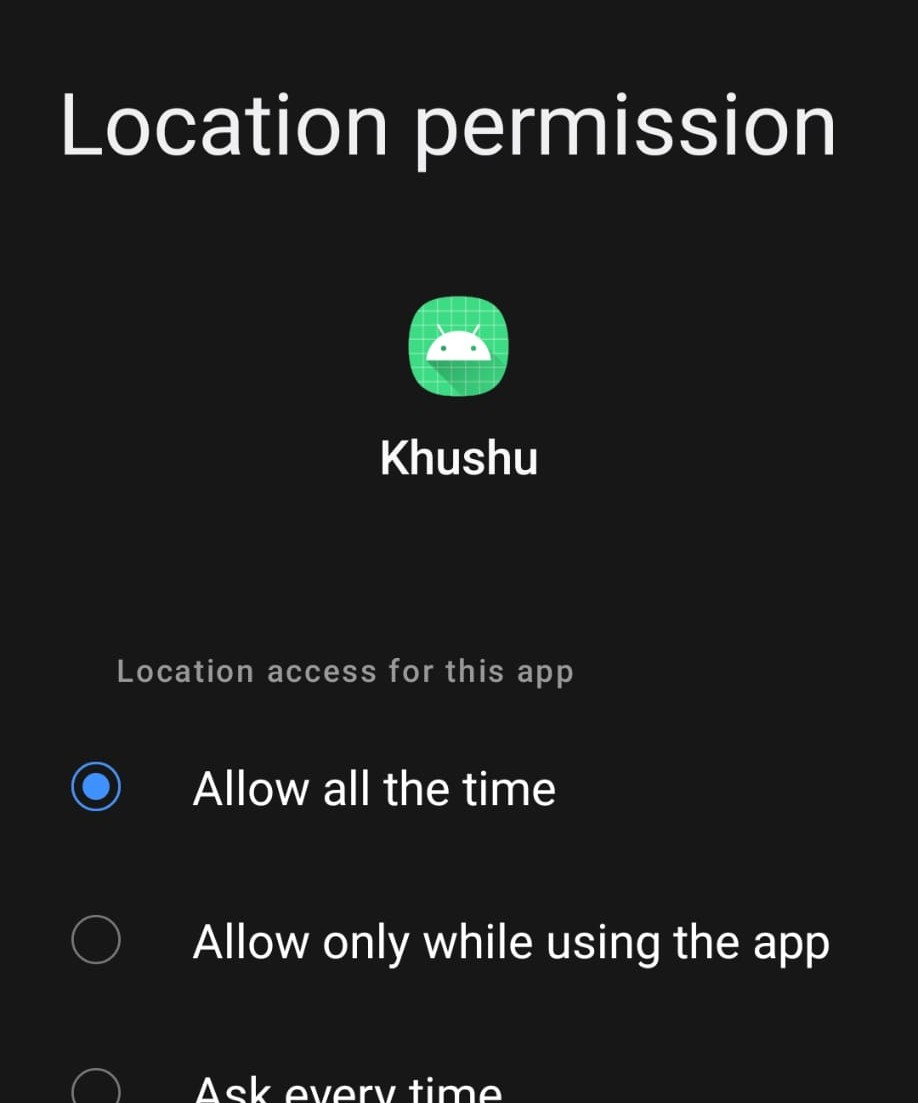 Location permission
Khushu
Location access for this app
Allow all the time
Allow only while using the app
Ask every time